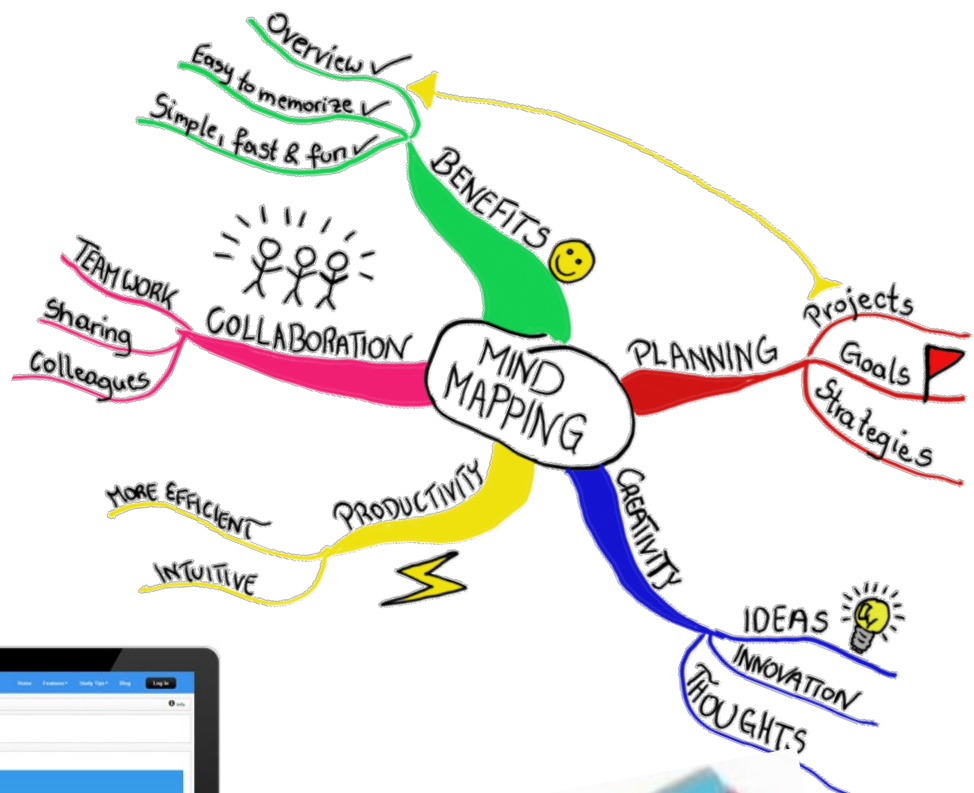 Overview ✓
Easy to memorize ✓
Simple, fast & fun ✓
BENEFITS
TEAMWORK
Sharing
Colleagues
COLLABORATION
MIND
MAPPING
PLANNING
Projects
Goals
Strategies
PRODUCTIVITY
MORE EFFICIENT
INTUITIVE
CREATIVITY
IDEAS
INNOVATION
THOUGHTS
Home Features Study Tips Blog Log In
info